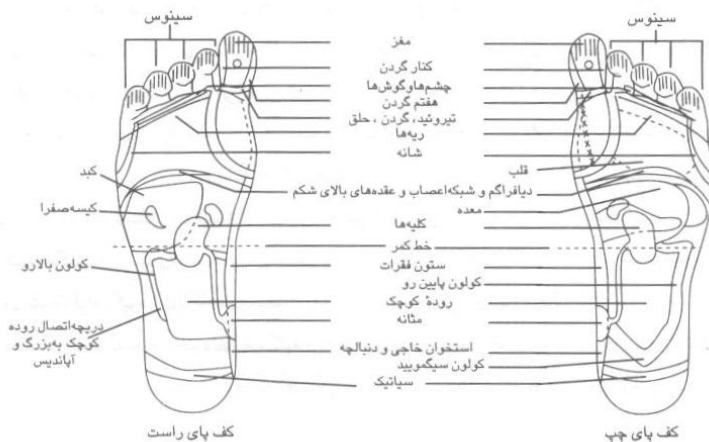 سینوس
سینوس
مغز
کنار گردن
چشم‌هاوگوش‌ها
هفتم گردن
تیروئید، گردن ، حلق
ریه‌ها
شانه
قلب
کبد
دیافراگم و شبکه‌اعصاب و عقده‌های بالای شکم
معده
کیسه‌صفرا
کلیه‌ها
خط کمر
ستون فقرات
کولون بالارو
کولون پایین رو
رودهٔ کوچک
مثانه
دریچه‌اتصال روده
کوچک به‌بزرگ و
آپاندیس
استخوان خاجی و دنبالچه
کولون سیگمویید
سیاتیک
کف پای راست
کف پای چپ